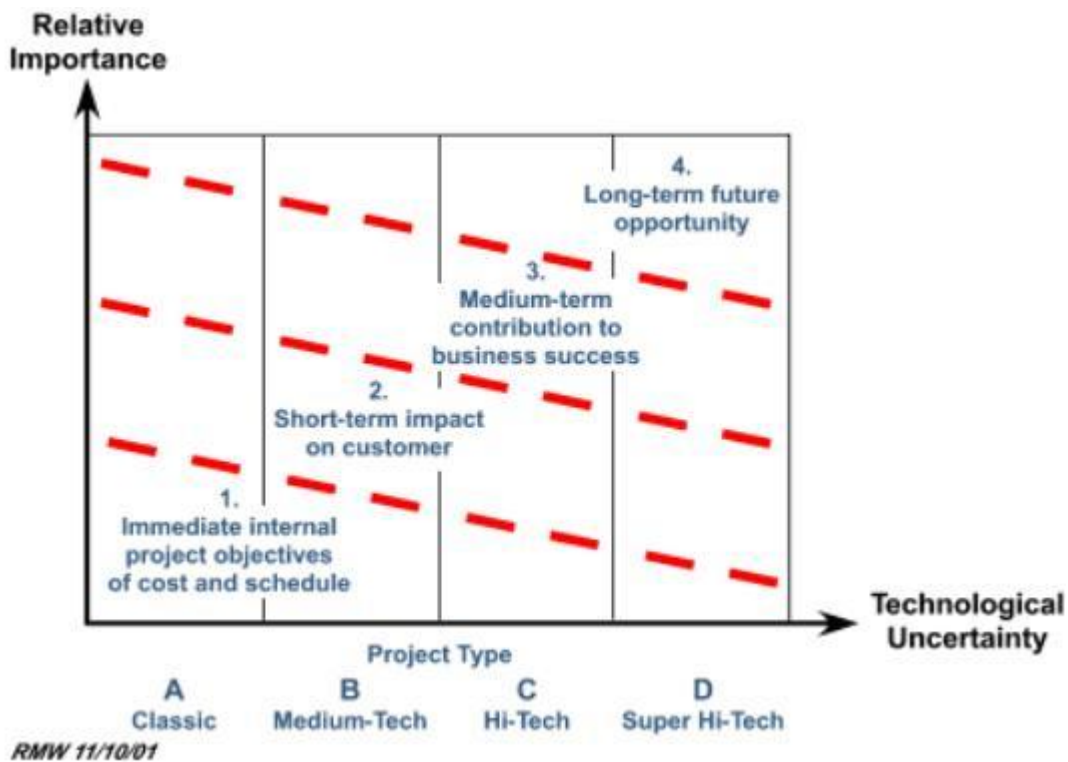 Relative
Importance
4.
Long-term future
opportunity
3.
Medium-term
contribution to
business success
2.
Short-term impact
on customer
1.
Immediate internal
project objectives
of cost and schedule
Technological
Uncertainty
Project Type
A
B
C
D
Classic
Medium-Tech
Hi-Tech
Super Hi-Tech
RMW 11/10/01